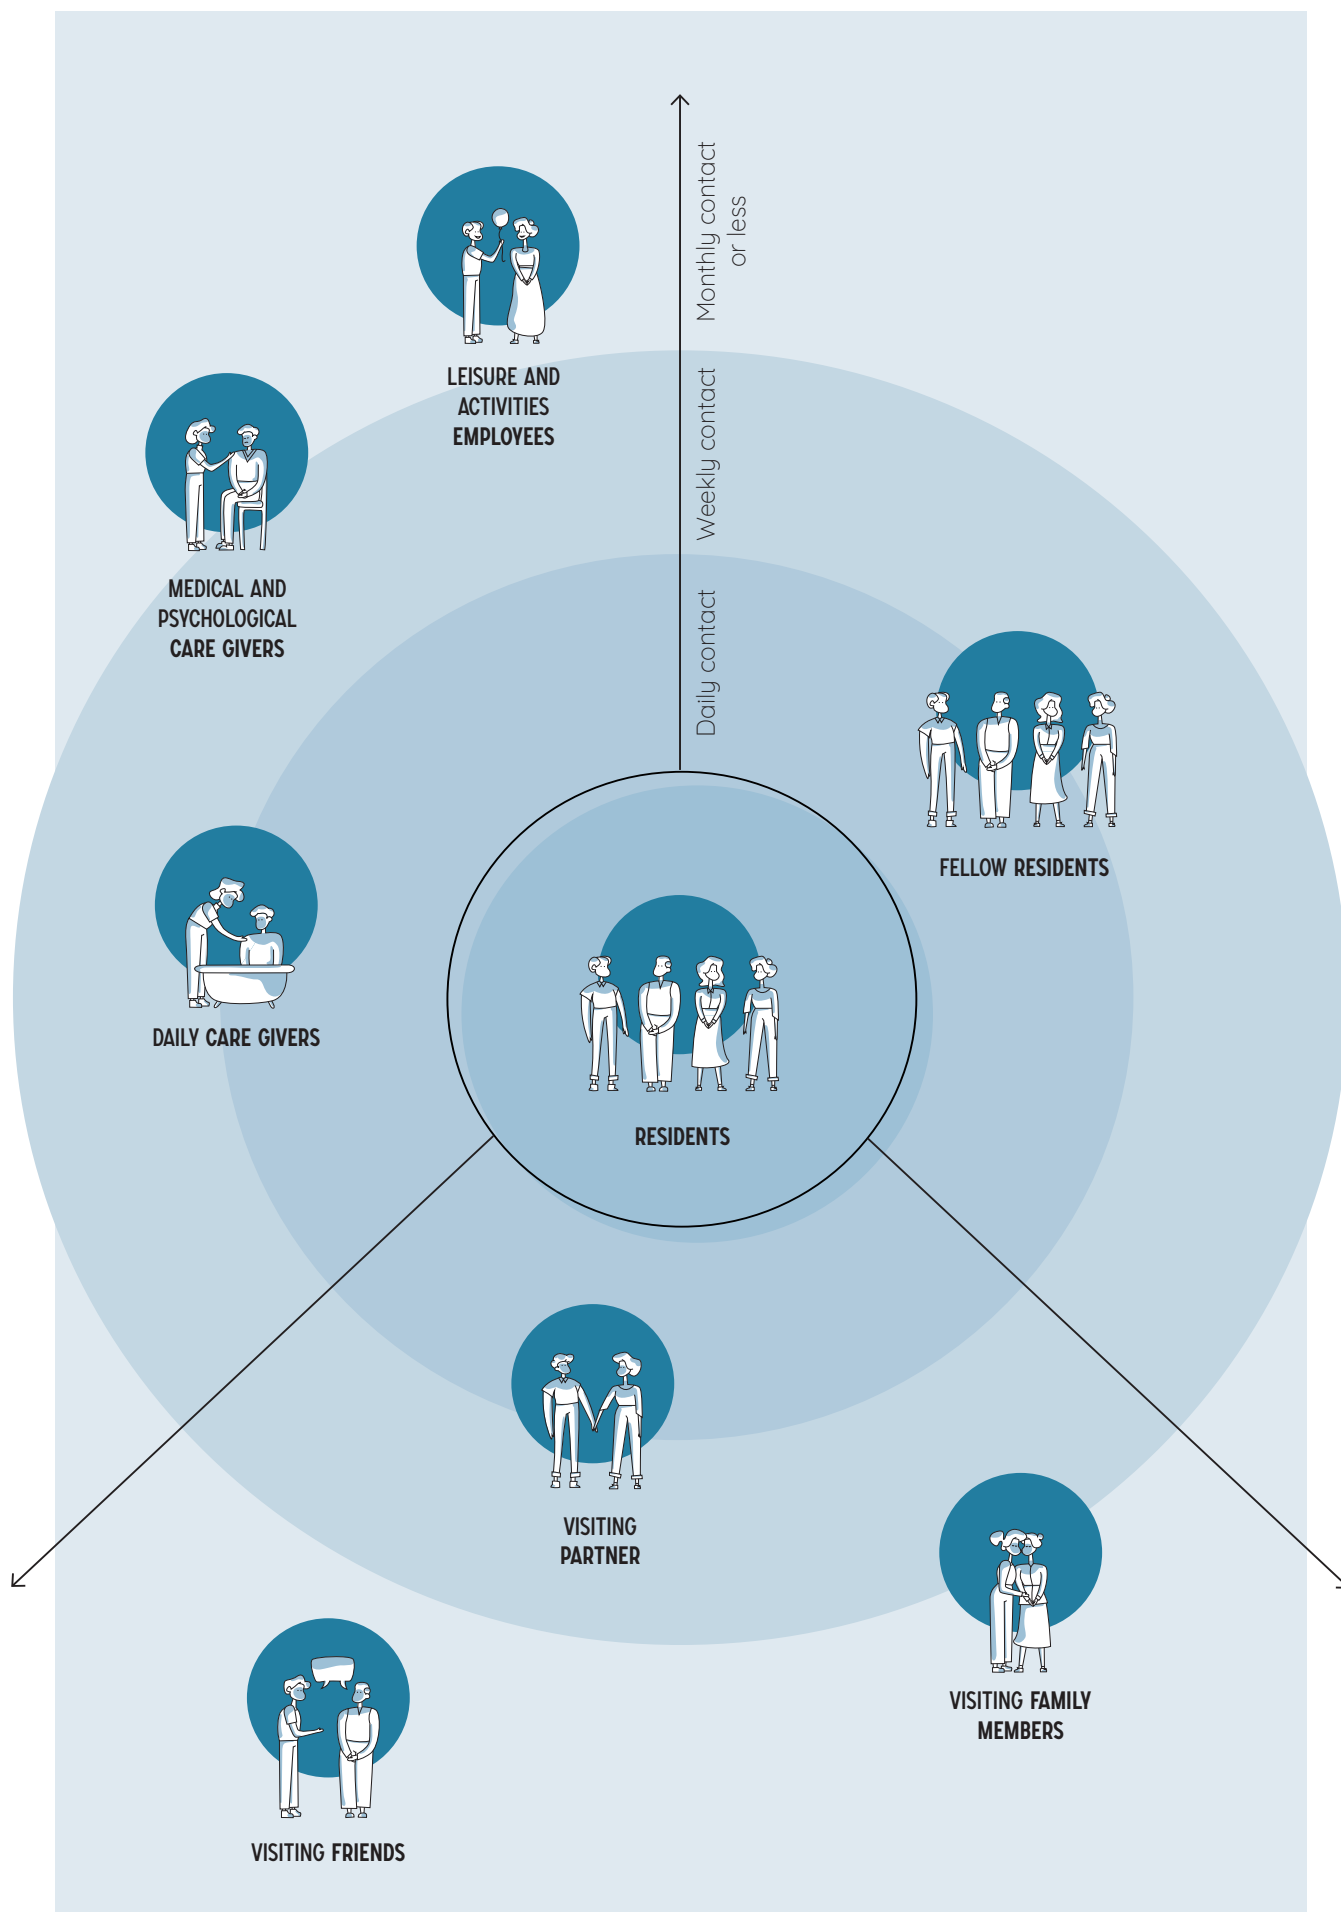 Monthly contact
or less
Weekly contact
Daily contact
LEISURE AND
ACTIVITIES
EMPLOYEES
MEDICAL AND
PSYCHOLOGICAL
CARE GIVERS
FELLOW RESIDENTS
DAILY CARE GIVERS
RESIDENTS
VISITING
PARTNER
VISITING FAMILY
MEMBERS
VISITING FRIENDS